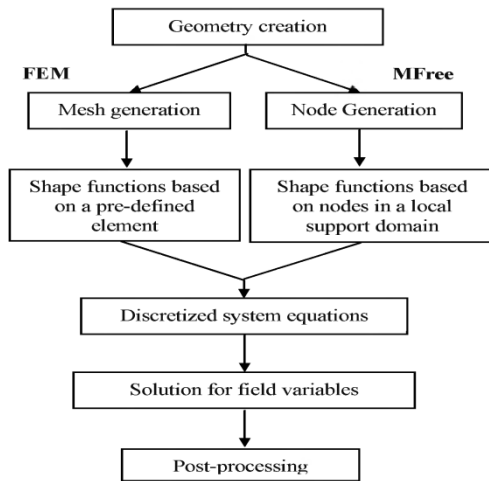 Geometry creation
FEM
MFree
Mesh generation
Node Generation
Shape functions based
on a pre-defined
element
Shape functions based
on nodes in a local
support domain
Discretized system equations
Solution for field variables
Post-processing